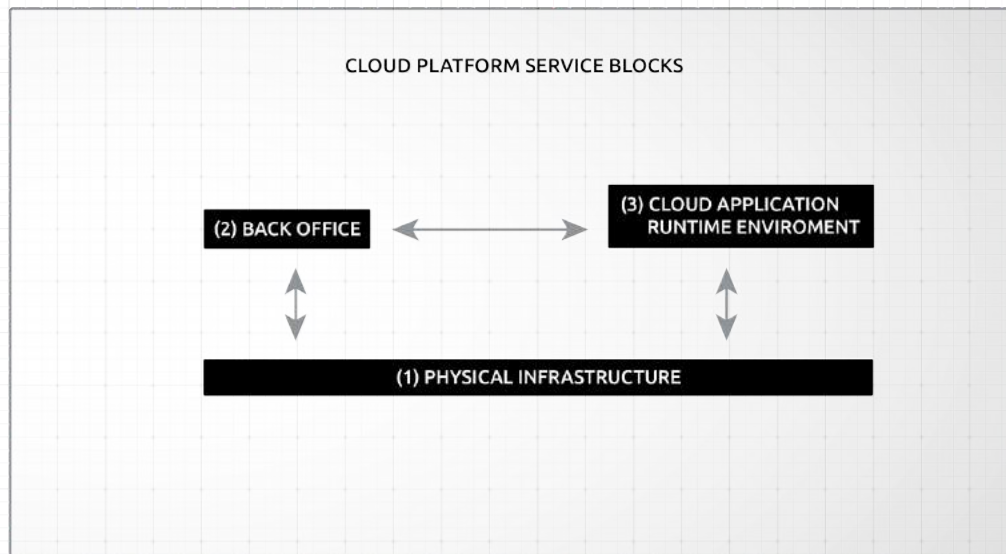 CLOUD PLATFORM SERVICE BLOCKS
(2) BACK OFFICE
(3) CLOUD APPLICATION
RUNTIME ENVIROMENT
(1) PHYSICAL INFRASTRUCTURE